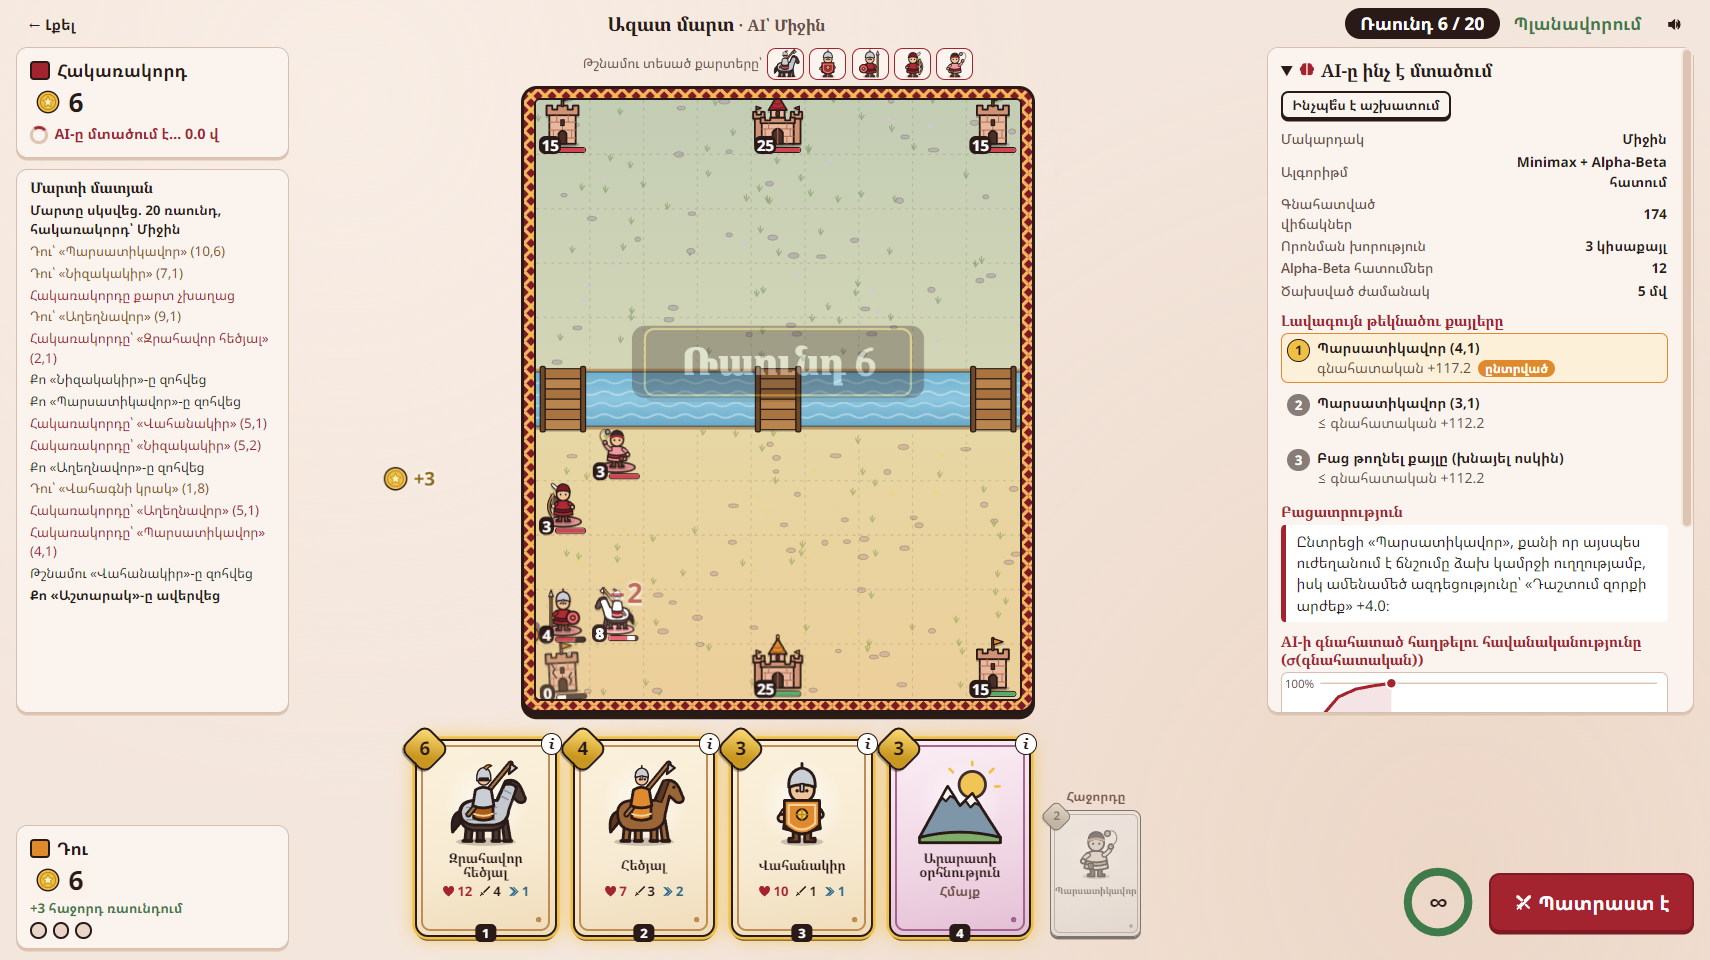 ← Լքել
Ազատ մարտ · AI՝ Միջին
Ռաունդ 6 / 20
Պլանավորում
Թշնամու տեսած քարտերը՝
Հակառակորդ
6
AI-ը մտածում է... 0.0 վ
Մարտի մատյան
Մարտը սկսվեց. 20 ռաունդ,
հակառակորդ՝ Միջին
Դու՝ «Պարսատիկավոր» (10,6)
Դու՝ «Նիզակակիր» (7,1)
Հակառակորդը քարտ չխաղաց
Դու՝ «Աղեղնավոր» (9,1)
Հակառակորդը՝ «Զրահավոր հեծյալ»
(2,1)
Քո «Նիզակակիր»-ը զոհվեց
Քո «Պարսատիկավոր»-ը զոհվեց
Հակառակորդը՝ «Վահանակիր» (5,1)
Հակառակորդը՝ «Նիզակակիր» (5,2)
Քո «Աղեղնավոր»-ը զոհվեց
Դու՝ «Վահագնի կրակ» (1,8)
Հակառակորդը՝ «Աղեղնավոր» (5,1)
Հակառակորդը՝ «Պարսատիկավոր»
(4,1)
Թշնամու «Վահանակիր»-ը զոհվեց
Քո «Աշտարակ»-ը ավերվեց
Դու
6
+3 հաջորդ ռաունդում
+3
15
25
15
Ռաունդ 6
3
3
-2
4
8
0
25
15
6
i
Զրահավոր
հեծյալ
12 4 1
1
4
i
Հեծյալ
7 3 2
2
3
i
Վահանակիր
10 1 1
3
3
i
Արարատի
օրհնություն
Հմայք
4
Հաջորդը
2
Պարսատիկավոր
▼ AI-ը ինչ է մտածում
Ինչպե՞ս է աշխատում
Մակարդակ Միջին
Ալգորիթմ Minimax + Alpha-Beta
հատում
Գնահատված
վիճակներ 174
Որոնման խորություն 3 կիսաքայլ
Alpha-Beta հատումներ 12
Ծախսված ժամանակ 5 մվ
Լավագույն թեկնածու քայլերը
1 Պարսատիկավոր (4,1)
գնահատական +117.2 ընտրված
2 Պարսատիկավոր (3,1)
≤ գնահատական +112.2
3 Բաց թողնել քայլը (խնայել ոսկին)
≤ գնահատական +112.2
Բացատրություն
Ընտրեցի «Պարսատիկավոր», քանի որ այսպես
ուժեղանում է ճնշումը ձախ կամրջի ուղղությամբ,
իսկ ամենամեծ ազդեցությունը՝ «Դաշտում զորքի
արժեք» +4.0:
AI-ի գնահատած հաղթելու հավանականությունը
(σ(գնահատական))
100%
∞
Պատրաստ է